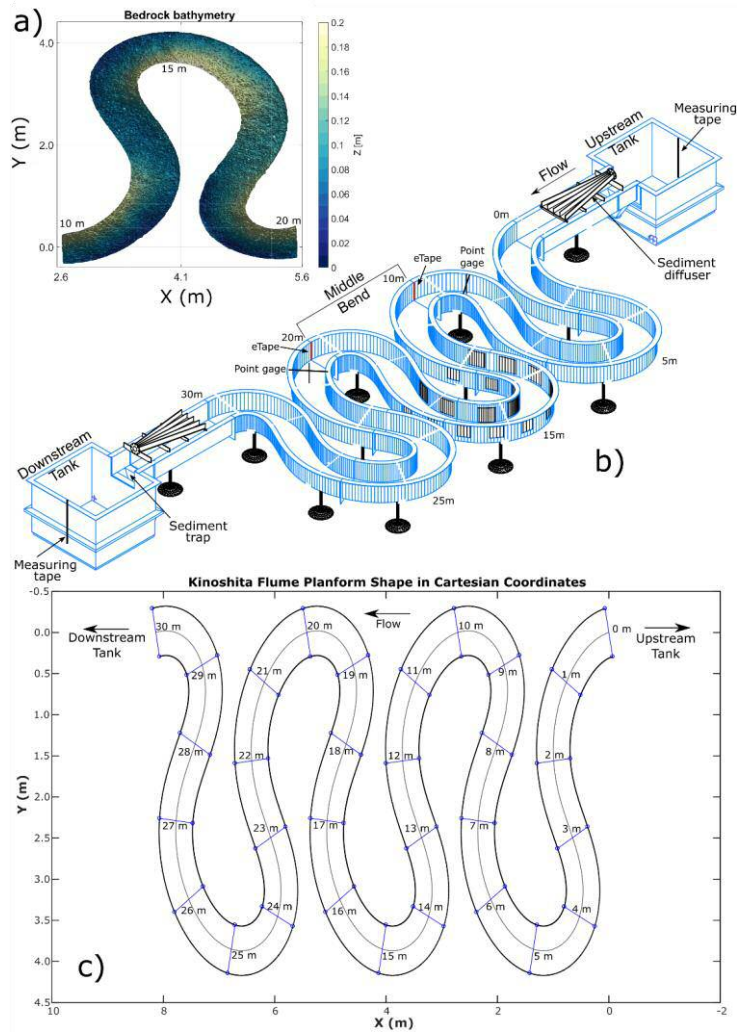 a)
Bedrock bathymetry
4.0
2.0
0.0
Y (m)
15 m
10 m
20 m
2.6
4.1
5.6
X (m)
0.2
0.18
0.16
0.14
0.12
0.1
0.08
0.06
0.04
0.02
0
Z [m]
Measuring
tape
Upstream
Tank
Flow
0m
Sediment
diffuser
Point
gage
eTape
10m
Middle
Bend
5m
20m
eTape
Point gage
15m
b)
30m
25m
Downstream
Tank
Sediment
trap
Measuring
tape
Kinoshita Flume Planform Shape in Cartesian Coordinates
-0.5
0.0
0.5
1.0
1.5
2.0
2.5
3.0
3.5
4.0
4.5
Y (m)
Downstream
Tank
Flow
Upstream
Tank
30 m
20 m
10 m
0 m
29 m
21 m
19 m
11 m
9 m
1 m
28 m
22 m
18 m
12 m
8 m
2 m
27 m
23 m
17 m
13 m
7 m
3 m
26 m
24 m
16 m
14 m
6 m
4 m
25 m
15 m
5 m
c)
10
8
6
4
2
0
-2
X (m)